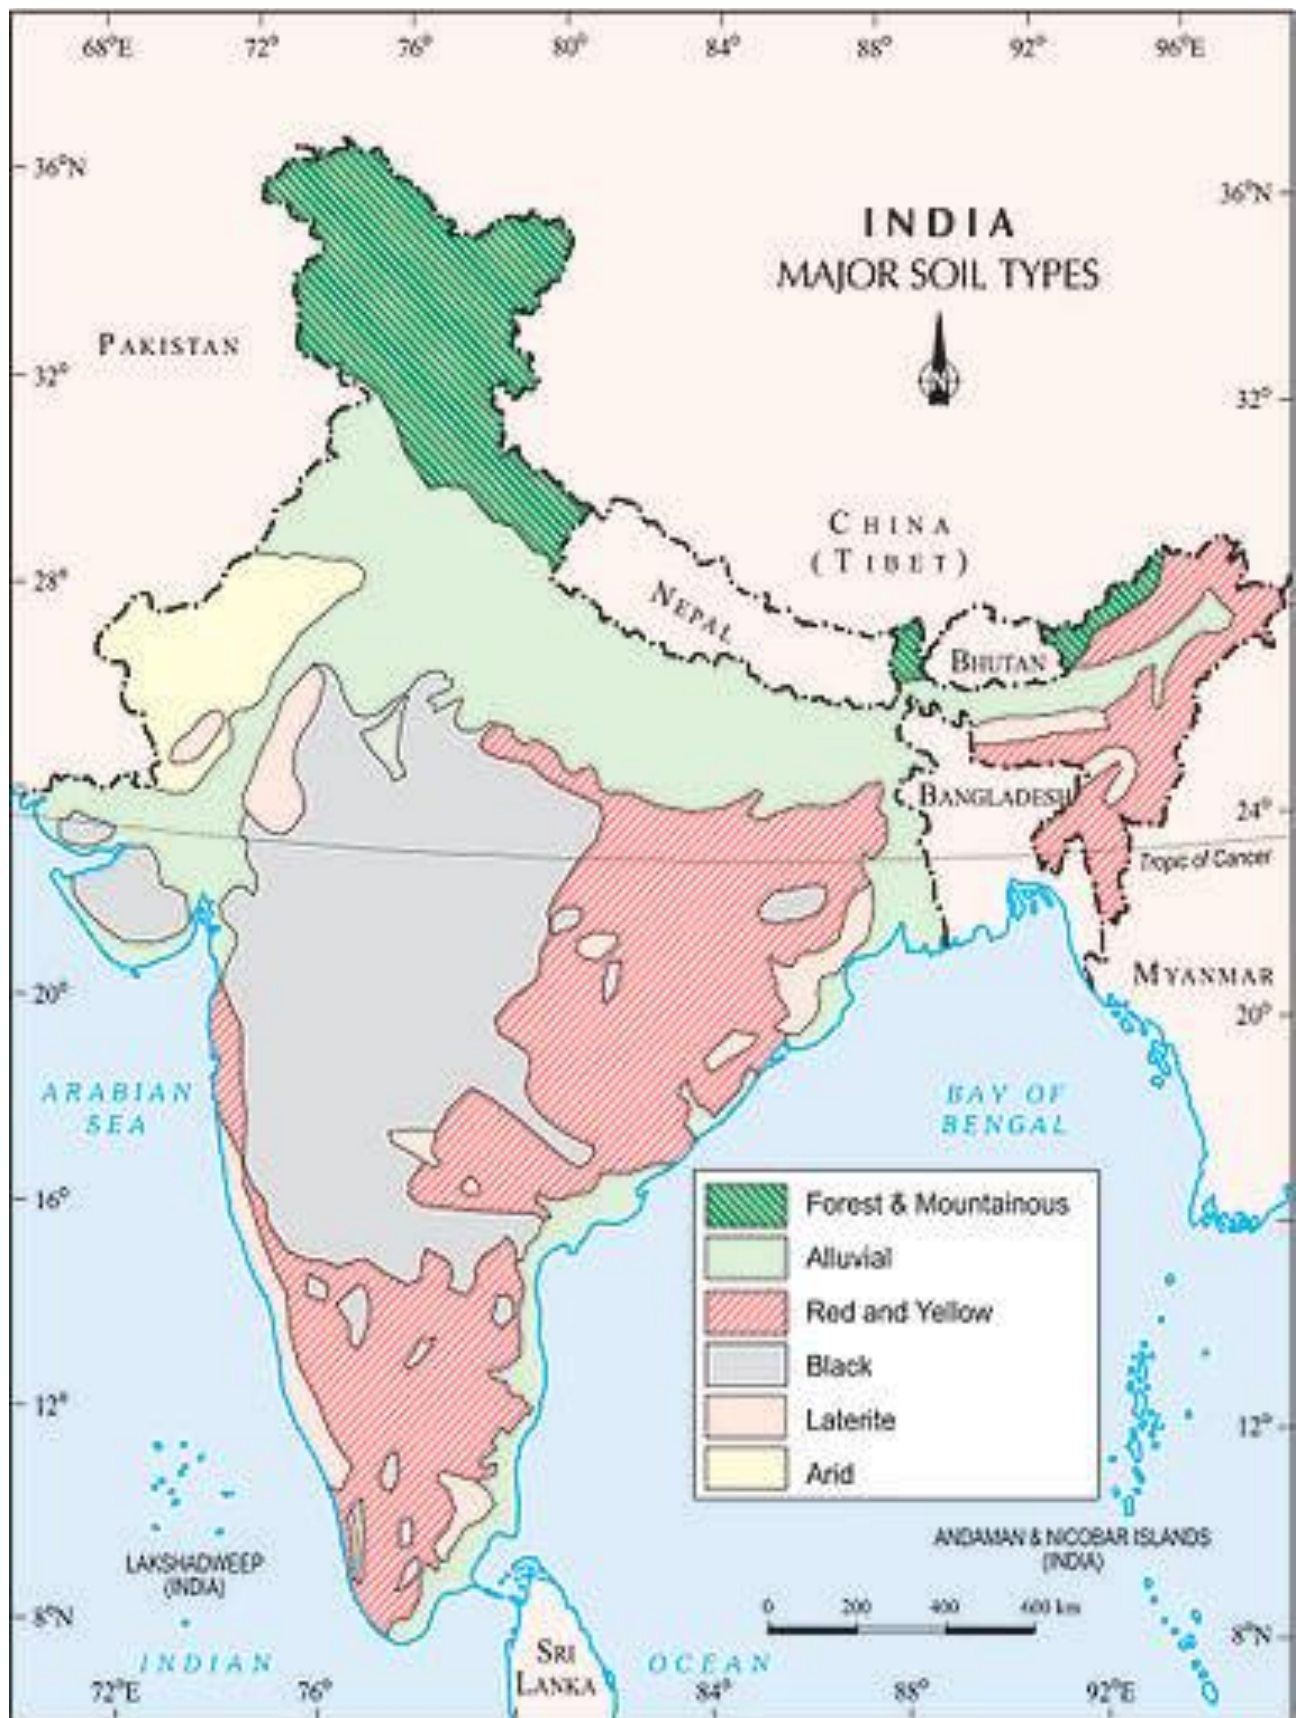 68°E 72° 76° 80° 84° 88° 92° 96°E
36°N
36°N
INDIA
MAJOR SOIL TYPES
N
PAKISTAN
32°
32°
CHINA
(TIBET)
28°
NEPAL
BHUTAN
BANGLADESH
24°
Tropic of Cancer
MYANMAR
20°
20°
ARABIAN
SEA
BAY OF
BENGAL
16°
Forest & Mountainous
Alluvial
Red and Yellow
Black
Laterite
Arid
12°
12°
LAKSHADWEEP
(INDIA)
ANDAMAN & NICOBAR ISLANDS
(INDIA)
0 200 400 600 km
8°N
8°N
SRI
LANKA
INDIAN OCEAN
72°E 76° 84° 88° 92°E